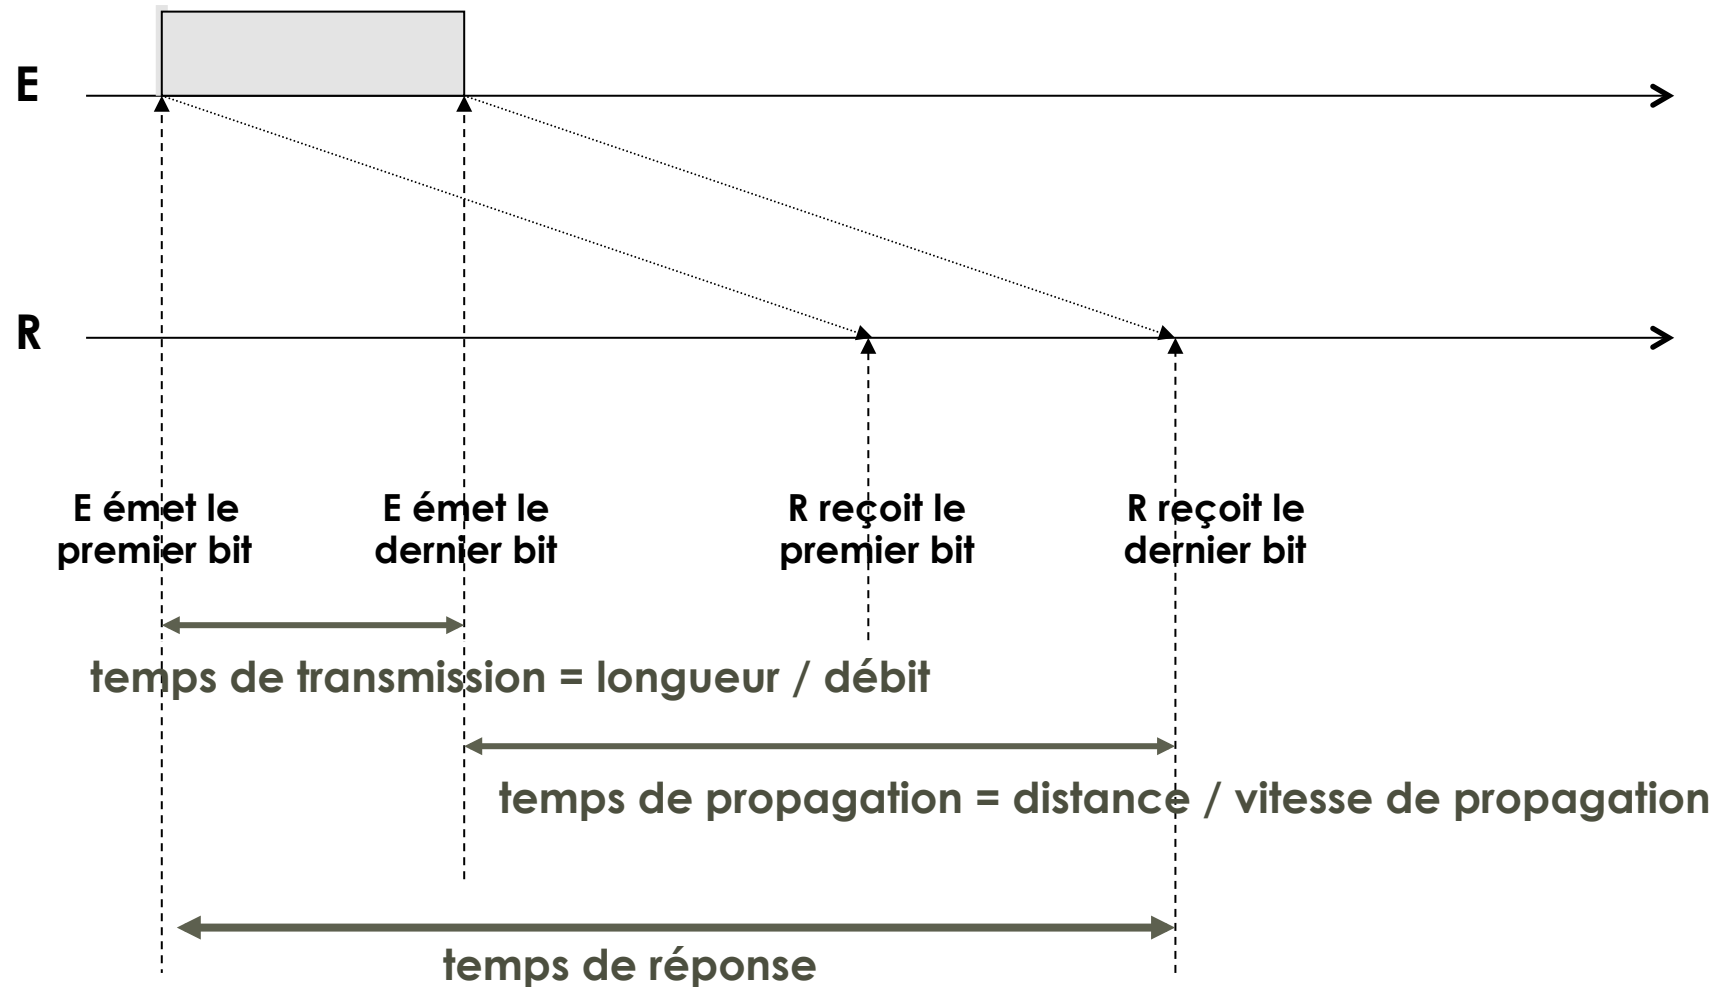 E
R
E émet le
premier bit
E émet le
dernier bit
R reçoit le
premier bit
R reçoit le
dernier bit
temps de transmission = longueur / débit
temps de propagation = distance / vitesse de propagation
temps de réponse